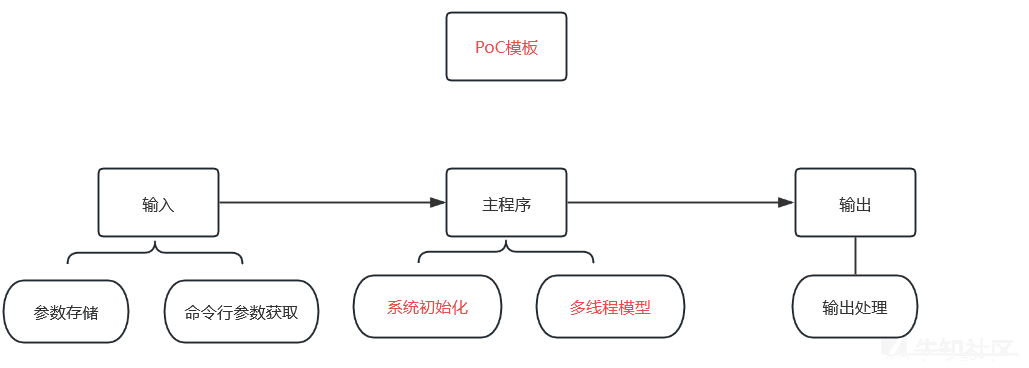 PoC模板
输入
主程序
输出
参数存储
命令行参数获取
系统初始化
多线程模型
输出处理
先知社区